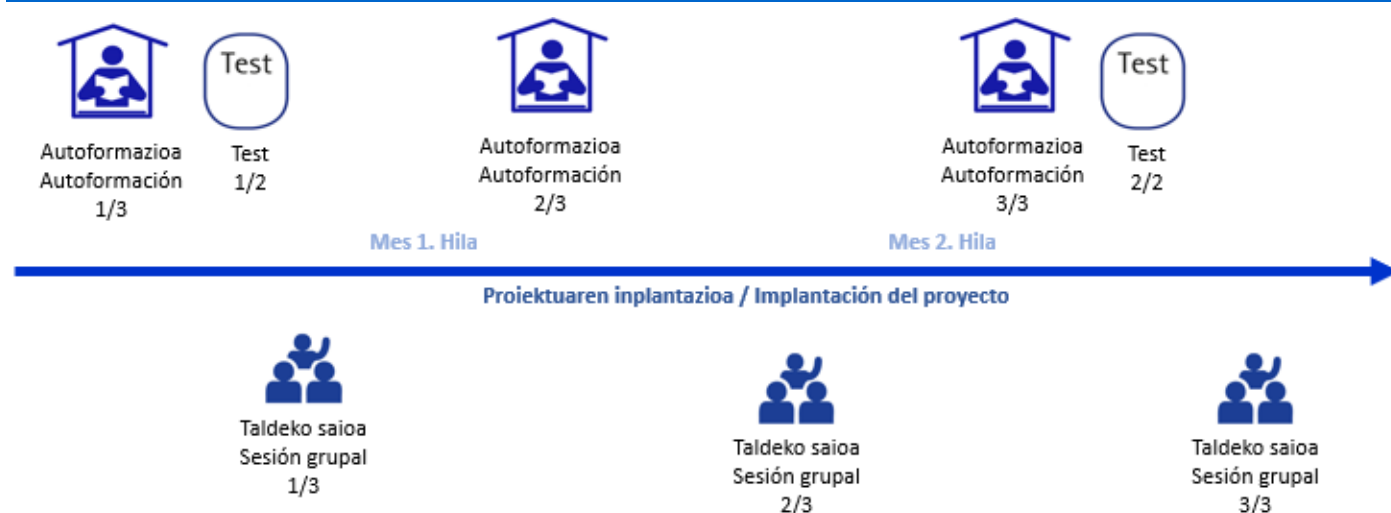 Test
Test
Autoformazioa
Autoformación
1/3
Test
1/2
Autoformazioa
Autoformación
2/3
Autoformazioa
Autoformación
3/3
Test
2/2
Mes 1. Hila
Mes 2. Hila
Proiektuaren inplantazioa / Implantación del proyecto
Taldeko saioa
Sesión grupal
1/3
Taldeko saioa
Sesión grupal
2/3
Taldeko saioa
Sesión grupal
3/3